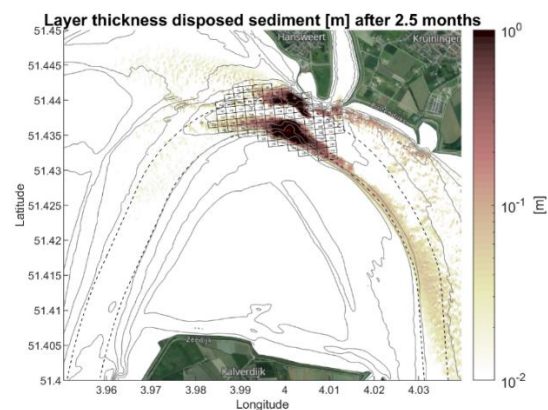 Layer thickness disposed sediment [m] after 2.5 months
51.45
51.445
51.44
51.435
51.43
51.425
51.42
51.415
51.41
51.405
51.4
Latitude
Hansweert
Kruiningen
Zeedijk
Kalverdijk
3.96
3.97
3.98
3.99
4
4.01
4.02
4.03
Longitude
10⁰
10⁻¹
10⁻²
[m]